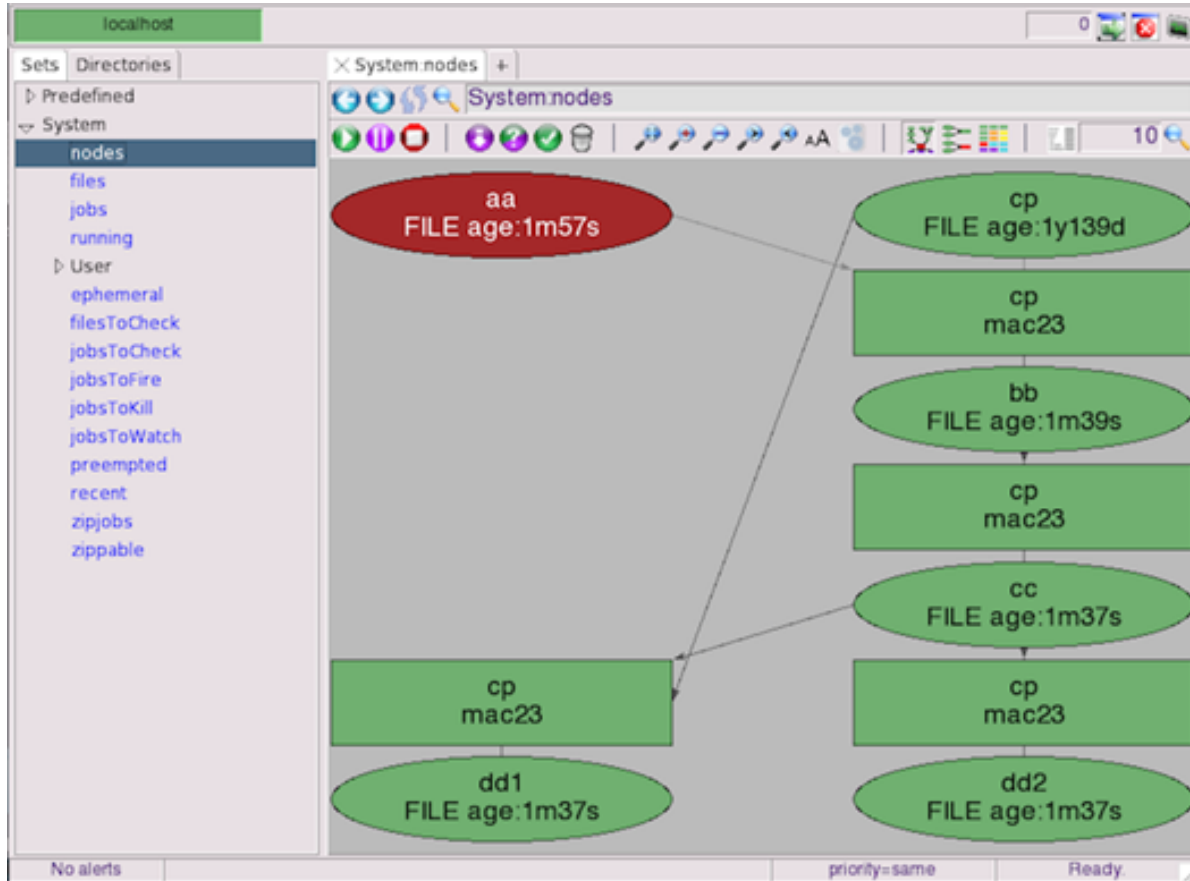 localhost
0
Sets Directories
System:nodes +
Predefined
System:nodes
System
nodes
files
jobs
running
User
ephemeral
filesToCheck
jobsToCheck
jobsToFire
jobsToKill
jobsToWatch
preempted
recent
zipjobs
zippable
AA
10
aa
FILE age:1m57s
cp
FILE age:1y139d
cp
mac23
bb
FILE age:1m39s
cp
mac23
cc
FILE age:1m37s
cp
mac23
cp
mac23
dd1
FILE age:1m37s
dd2
FILE age:1m37s
No alerts
priority=same
Ready.